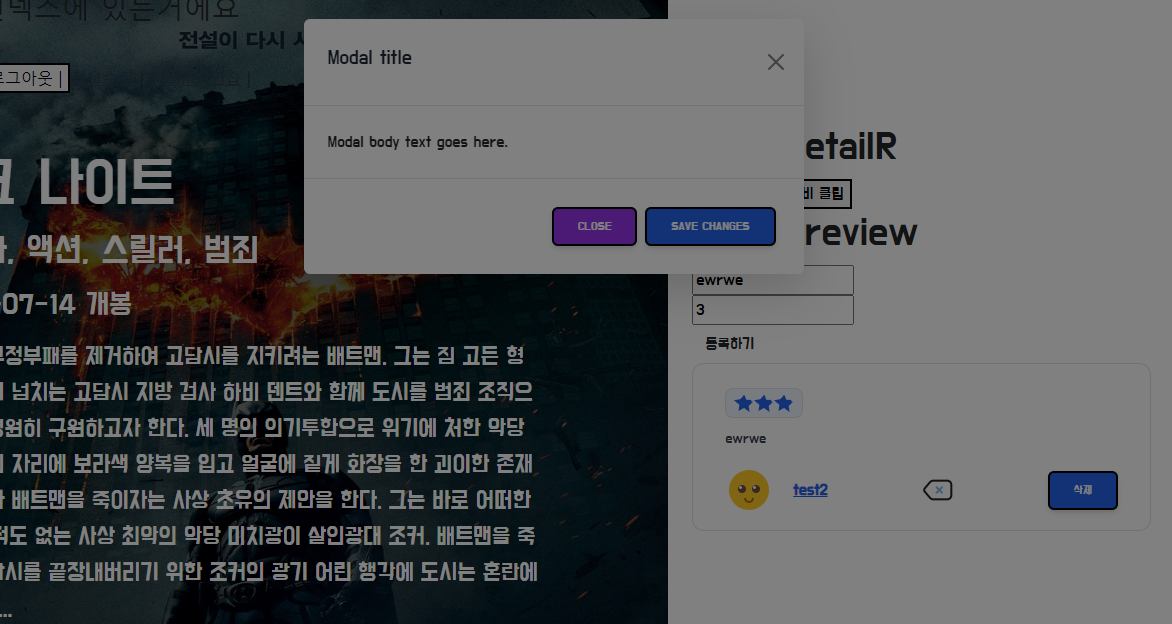 넥스에 있는거에요
전설이 다시 시
로그아웃 |
Modal title
Modal body text goes here.
CLOSE
SAVE CHANGES
etailR
비 클립
review
크 나이트
액션, 스릴러, 범죄
07-14 개봉
부정부패를 제거하여 고담시를 지키려는 배트맨. 그는 짐 고든 형
넘치는 고담시 지방 검사 하비 덴트와 함께 도시를 범죄 조직으
영원히 구원하고자 한다. 세 명의 의기투합으로 위기에 처한 악당
자리에 보라색 양복을 입고 얼굴에 짙게 화장을 한 괴이한 존재
배트맨을 죽이자는 사상 초유의 제안을 한다. 그는 바로 어떠한
적도 없는 사상 최악의 악당 미치광이 살인광대 조커. 배트맨을 죽
담시를 끝장내버리기 위한 조커의 광기 어린 행각에 도시는 혼란에
...
ewrwe
3
등록하기
ewrwe
test2
삭제